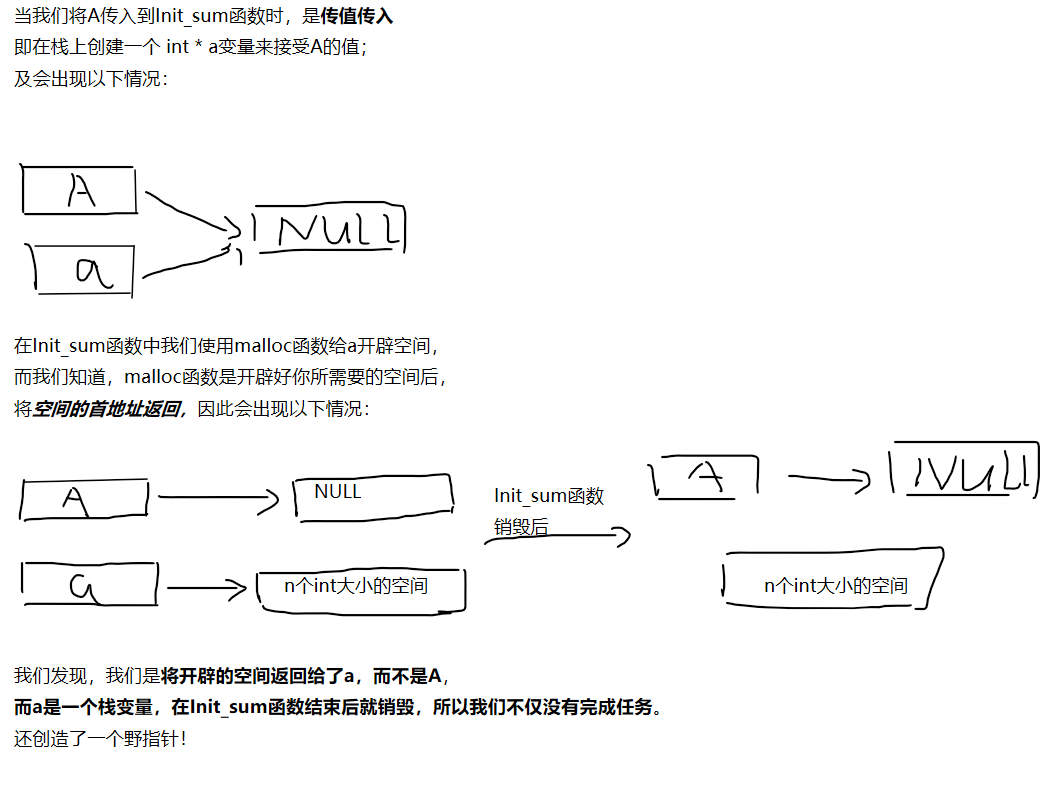 当我们将A传入到Init_sum函数时，是传值传入
即在栈上创建一个 int * a变量来接受A的值；
及会出现以下情况：
A
NULL
a
在Init_sum函数中我们使用malloc函数给a开辟空间，
而我们知道，malloc函数是开辟好你所需要的空间后，
将空间的首地址返回，因此会出现以下情况：
A
NULL
Init_sum函数
销毁后
A
NULL
a
n个int大小的空间
n个int大小的空间
我们发现，我们是将开辟的空间返回给了a，而不是A，
而a是一个栈变量，在Init_sum函数结束后就销毁，所以我们不仅没有完成任务。
还创造了一个野指针！